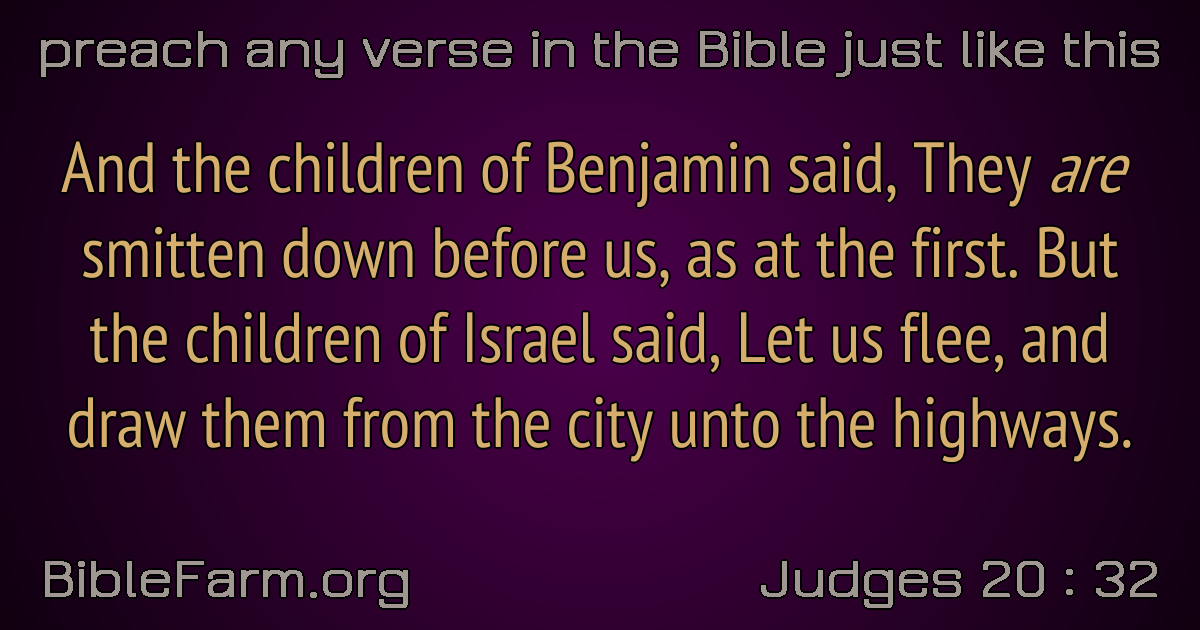 preach any verse in the Bible just like this
And the children of Benjamin said, They are
smitten down before us, as at the first. But
the children of Israel said, Let us flee, and
draw them from the city unto the highways.
BibleFarm.org
Judges 20 : 32